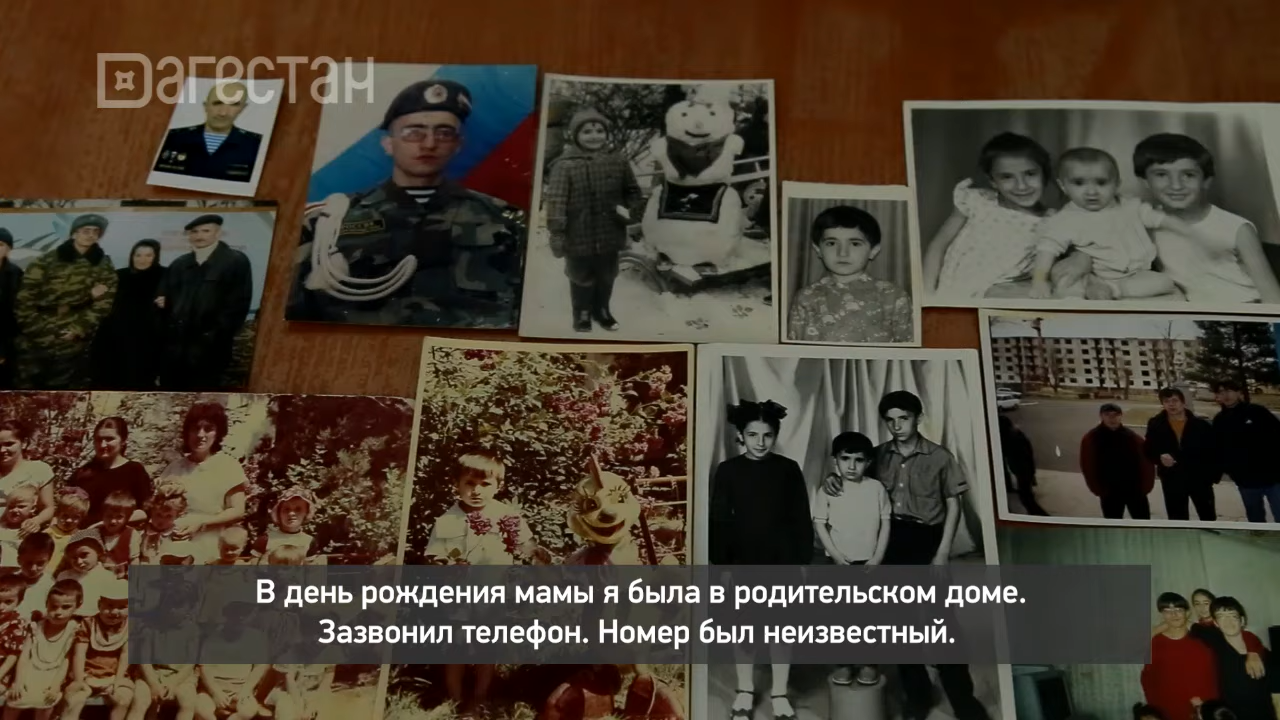 Дагестан
В день рождения мамы я была в родительском доме.
Зазвонил телефон. Номер был неизвестный.